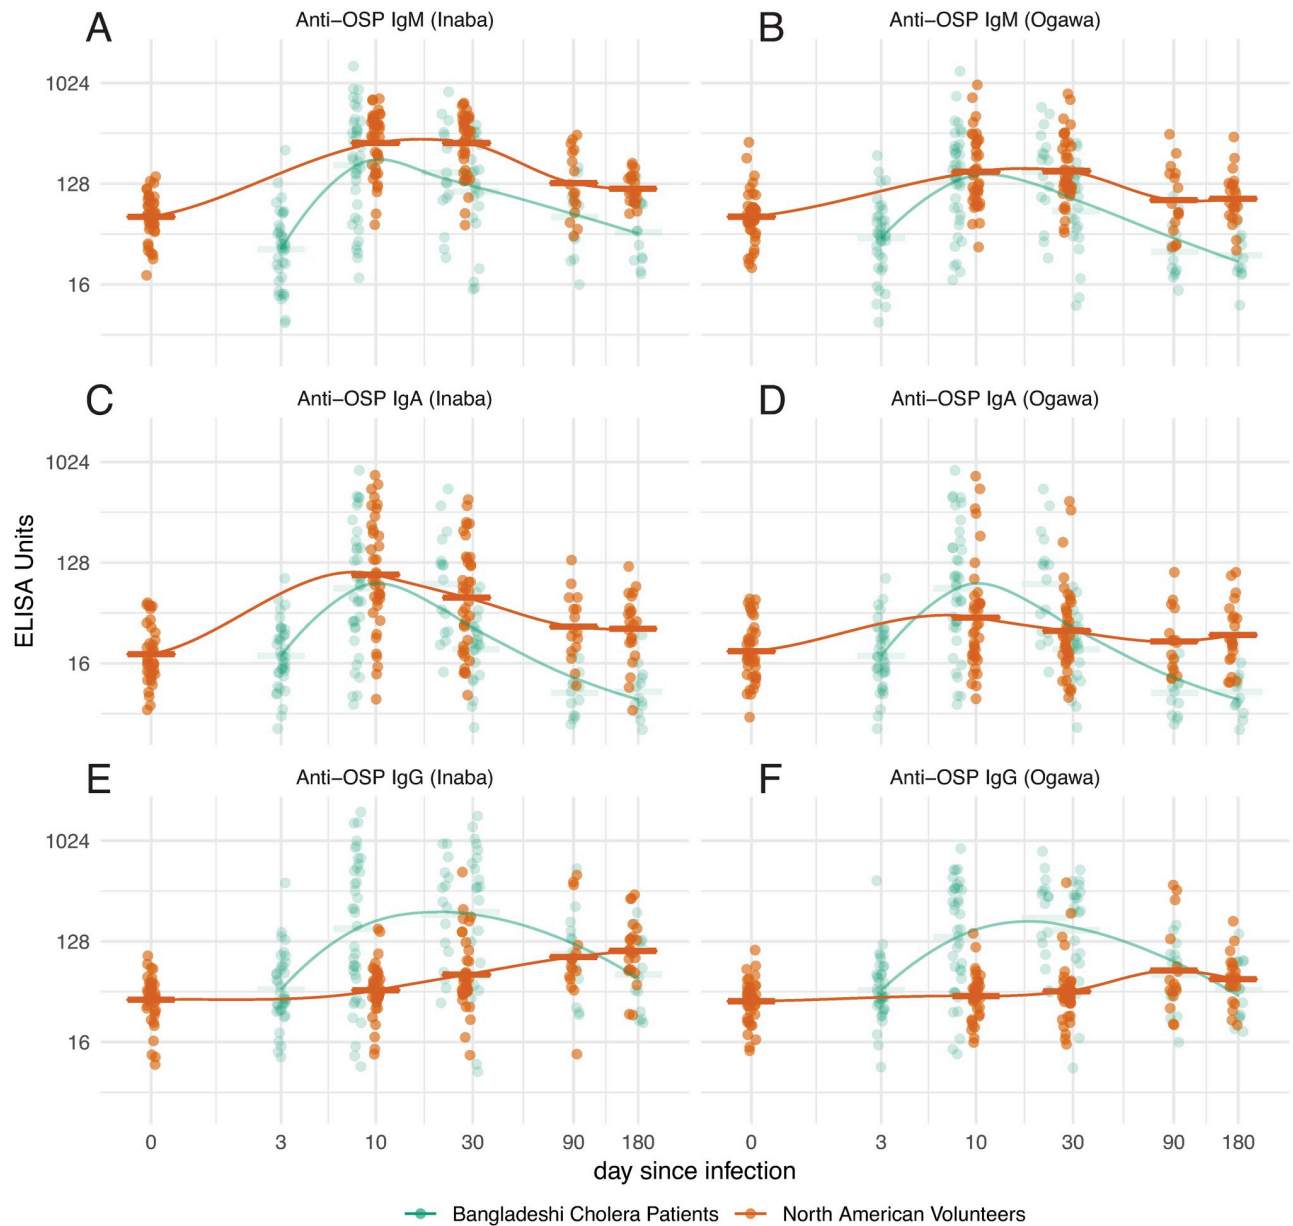 A Anti−OSP IgM (Inaba)
B Anti−OSP IgM (Ogawa)
1024
128
16
C Anti−OSP IgA (Inaba)
D Anti−OSP IgA (Ogawa)
1024
128
16
ELISA Units
E Anti−OSP IgG (Inaba)
F Anti−OSP IgG (Ogawa)
1024
128
16
0 3 10 30 90 180
0 3 10 30 90 180
day since infection
Bangladeshi Cholera Patients North American Volunteers